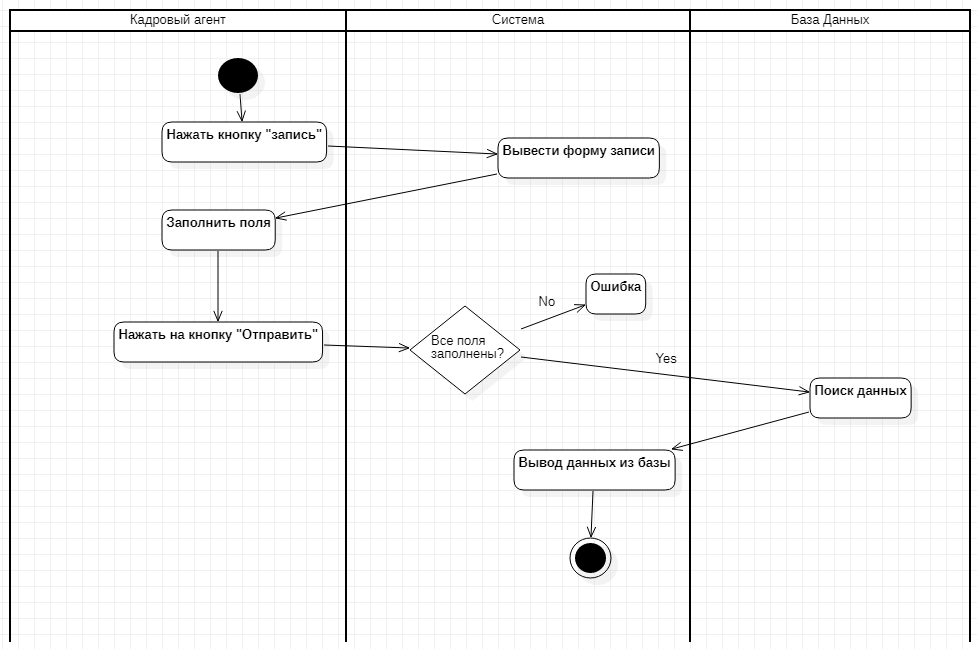 Кадровый агент
Система
База Данных
Нажать кнопку "запись"
Вывести форму записи
Заполнить поля
Ошибка
No
Нажать на кнопку "Отправить"
Все поля
заполнены?
Yes
Поиск данных
Вывод данных из базы